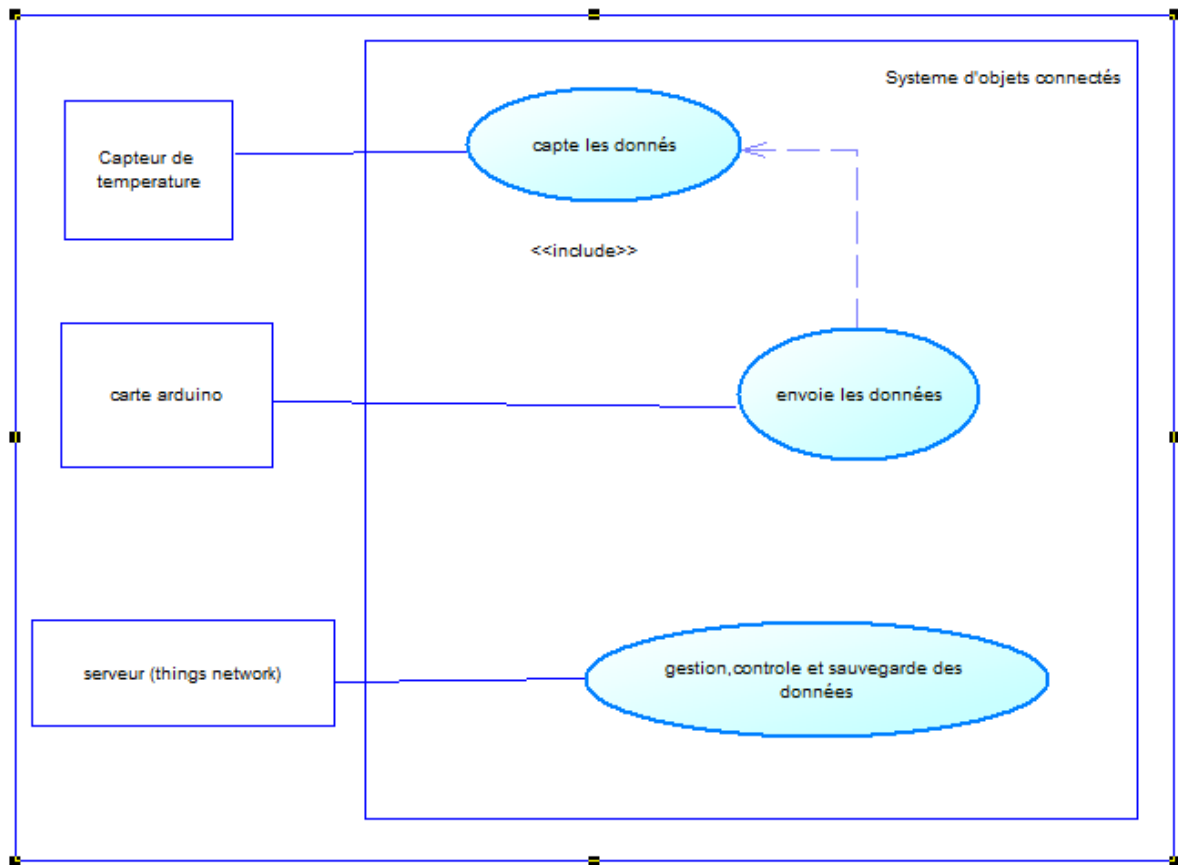 Systeme d'objets connectés
capte les donnés
Capteur de
temperature
<<include>>
carte arduino
envoie les données
serveur (things network)
gestion,controle et sauvegarde des
données